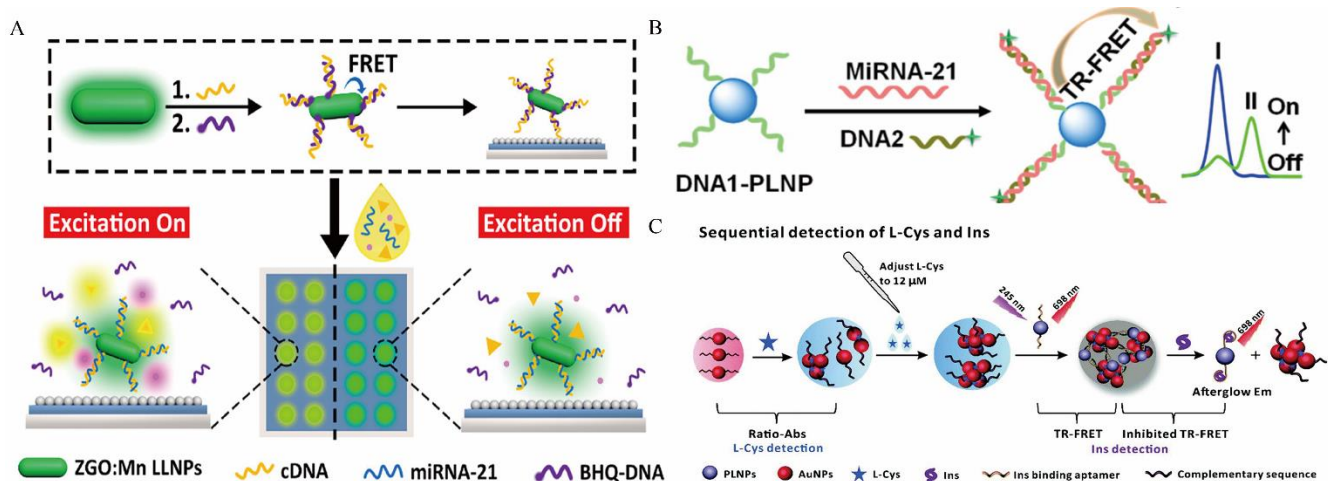 A
1.
2.
FRET
Excitation On
Excitation Off
ZGO:Mn LLNPs
cDNA
miRNA-21
BHQ-DNA
B
DNA1-PLNP
MiRNA-21
DNA2
TR-FRET
I
II
On
Off
C
Sequential detection of L-Cys and Ins
Adjust L-Cys
to 12 μM
245 nm
698 nm
698 nm
Afterglow Em
Ratio-Abs
L-Cys detection
TR-FRET
Inhibited TR-FRET
Ins detection
PLNPs
AuNPs
L-Cys
Ins
Ins binding aptamer
Complementary sequence